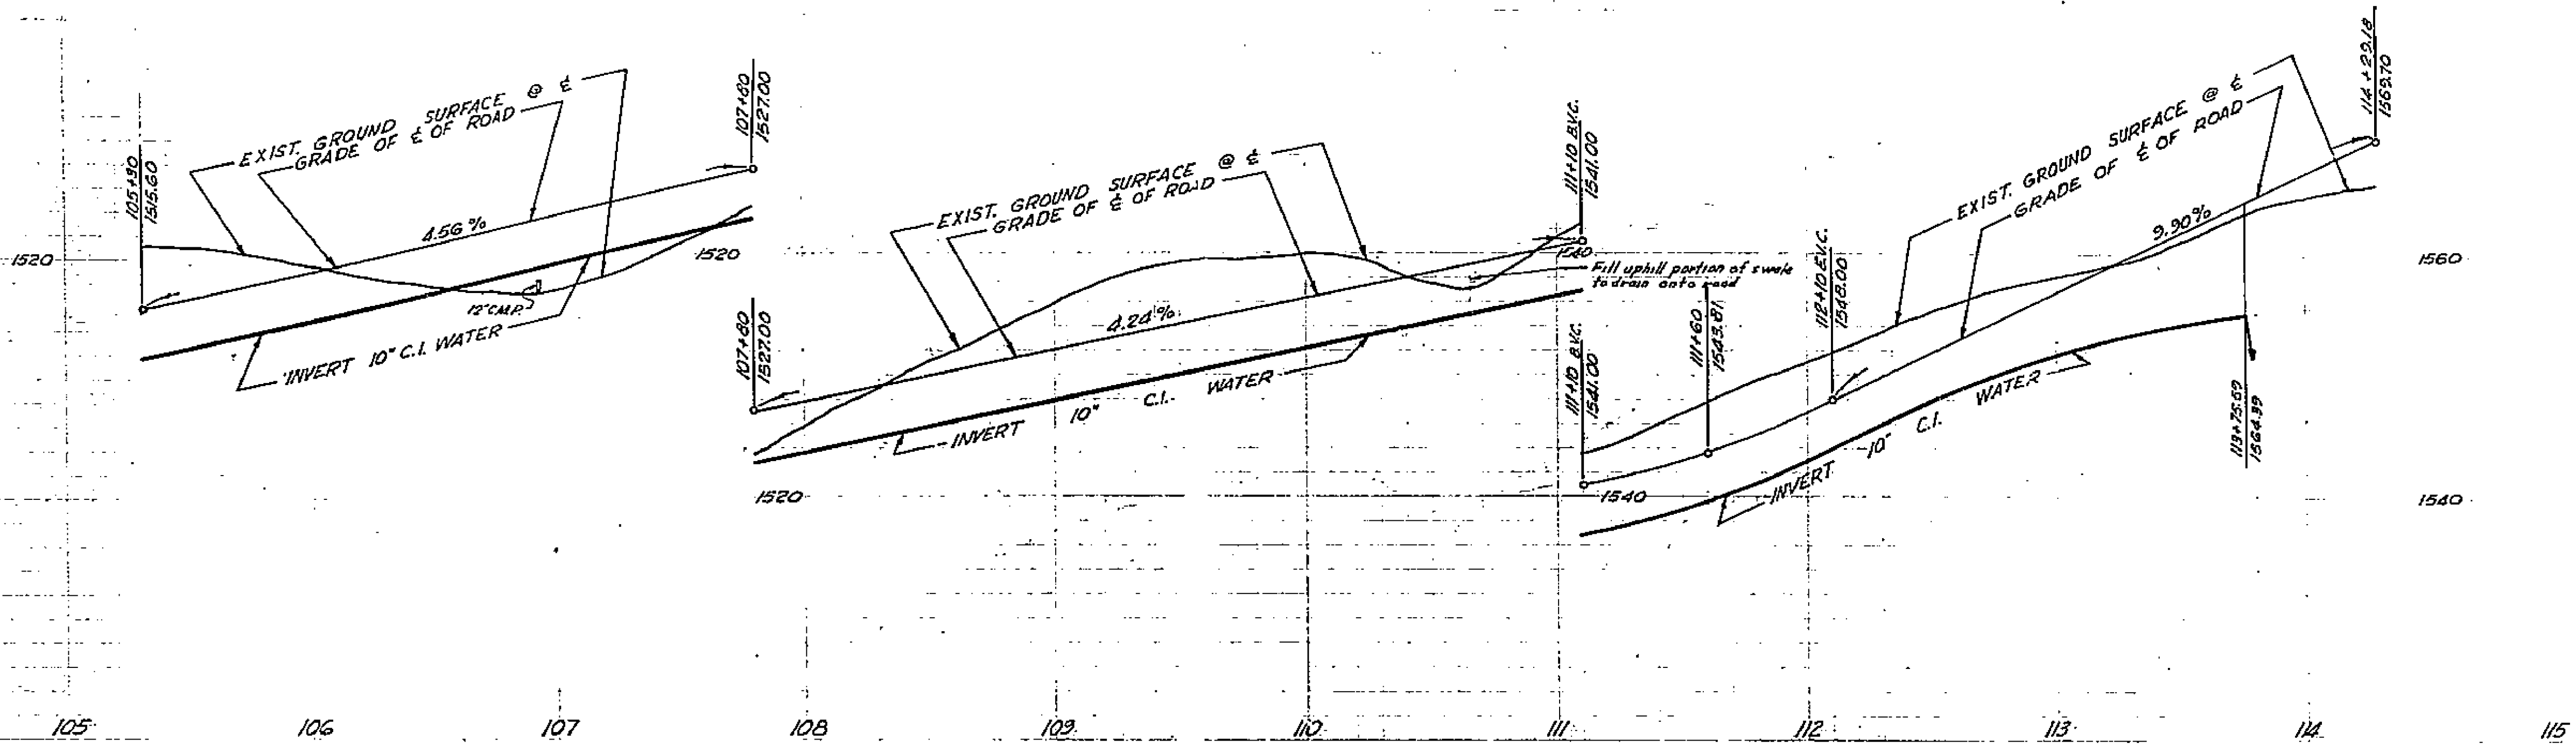 105+30
1515.60
EXIST. GROUND SURFACE @ ℄
GRADE OF ℄ OF ROAD
4.56%
107+80
1527.00
1520
1520
12" C.M.P.
INVERT 10" C.I. WATER
107+80
1527.00
EXIST. GROUND SURFACE @ ℄
GRADE OF ℄ OF ROAD
4.24%
111+10 B.V.C.
1541.00
1540
Fill uphill portion of swale
to drain onto road
INVERT 10" C.I. WATER
1520
111+10 B.V.C.
1541.00
111+60
1543.81
112+10 E.V.C.
1548.00
EXIST. GROUND SURFACE @ ℄
GRADE OF ℄ OF ROAD
9.90%
114+29.18
1569.70
1560
INVERT 10" C.I. WATER
113+75.69
1564.39
1540
1540
105 106 107 108 109 110 111 112 113 114 115